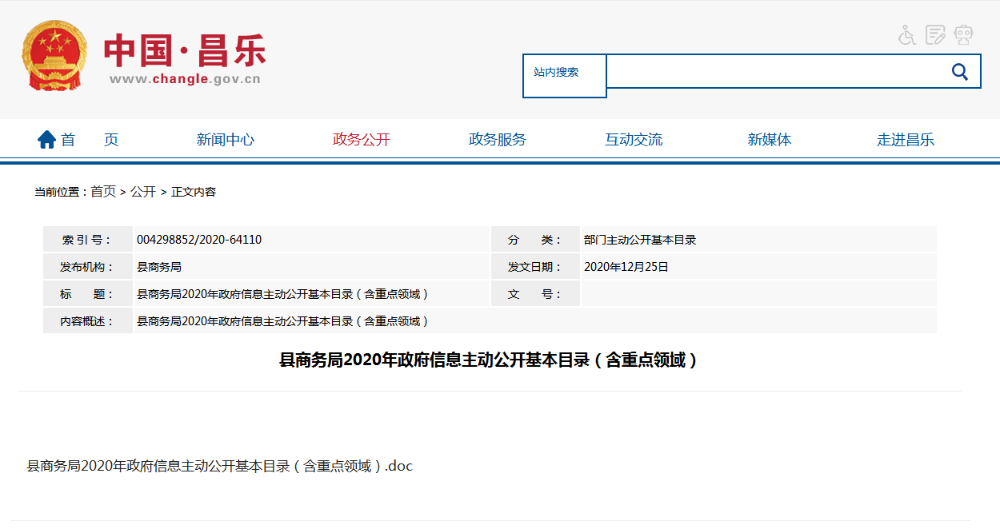 中国·昌乐
www.changle.gov.cn
站内搜索
首 页 新闻中心 政务公开 政务服务 互动交流 新媒体 走进昌乐
当前位置：首页 > 公开 > 正文内容
索 引 号： 004298852/2020-64110 分 类： 部门主动公开基本目录
发布机构： 县商务局 发文日期： 2020年12月25日
标 题： 县商务局2020年政府信息主动公开基本目录（含重点领域） 文 号：
内容概述： 县商务局2020年政府信息主动公开基本目录（含重点领域）
县商务局2020年政府信息主动公开基本目录（含重点领域）
县商务局2020年政府信息主动公开基本目录（含重点领域）.doc